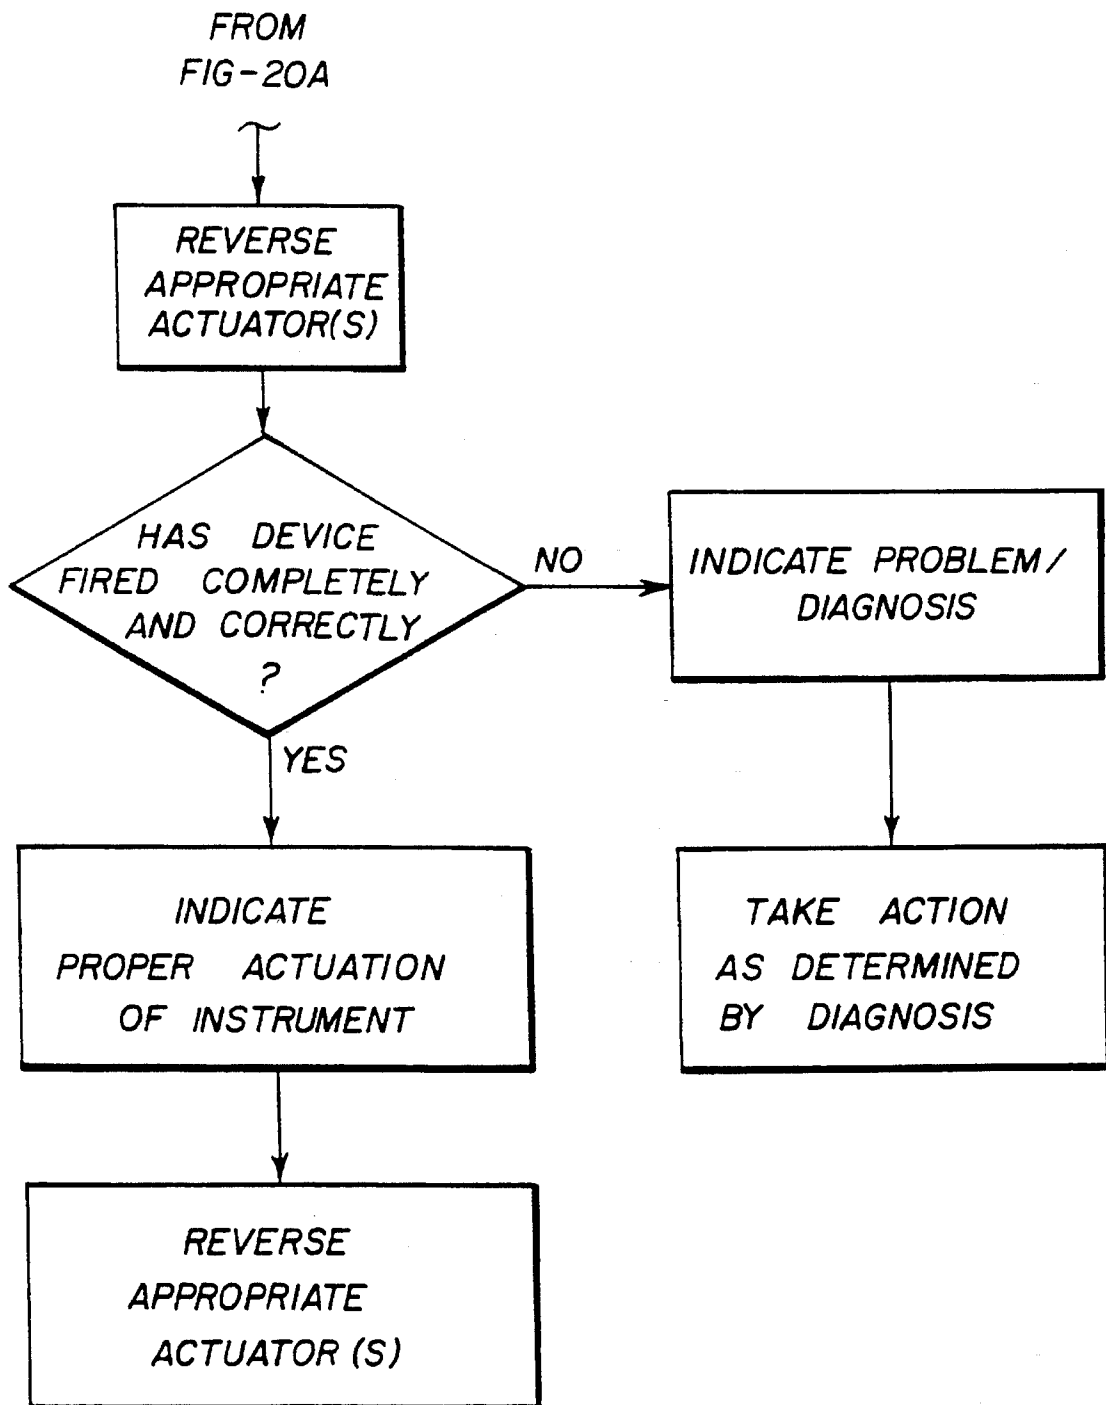 FROM
FIG-20A
REVERSE
APPROPRIATE
ACTUATOR(S)
HAS DEVICE
FIRED COMPLETELY
AND CORRECTLY
?
NO
INDICATE PROBLEM/
DIAGNOSIS
YES
INDICATE
PROPER ACTUATION
OF INSTRUMENT
TAKE ACTION
AS DETERMINED
BY DIAGNOSIS
REVERSE
APPROPRIATE
ACTUATOR (S)